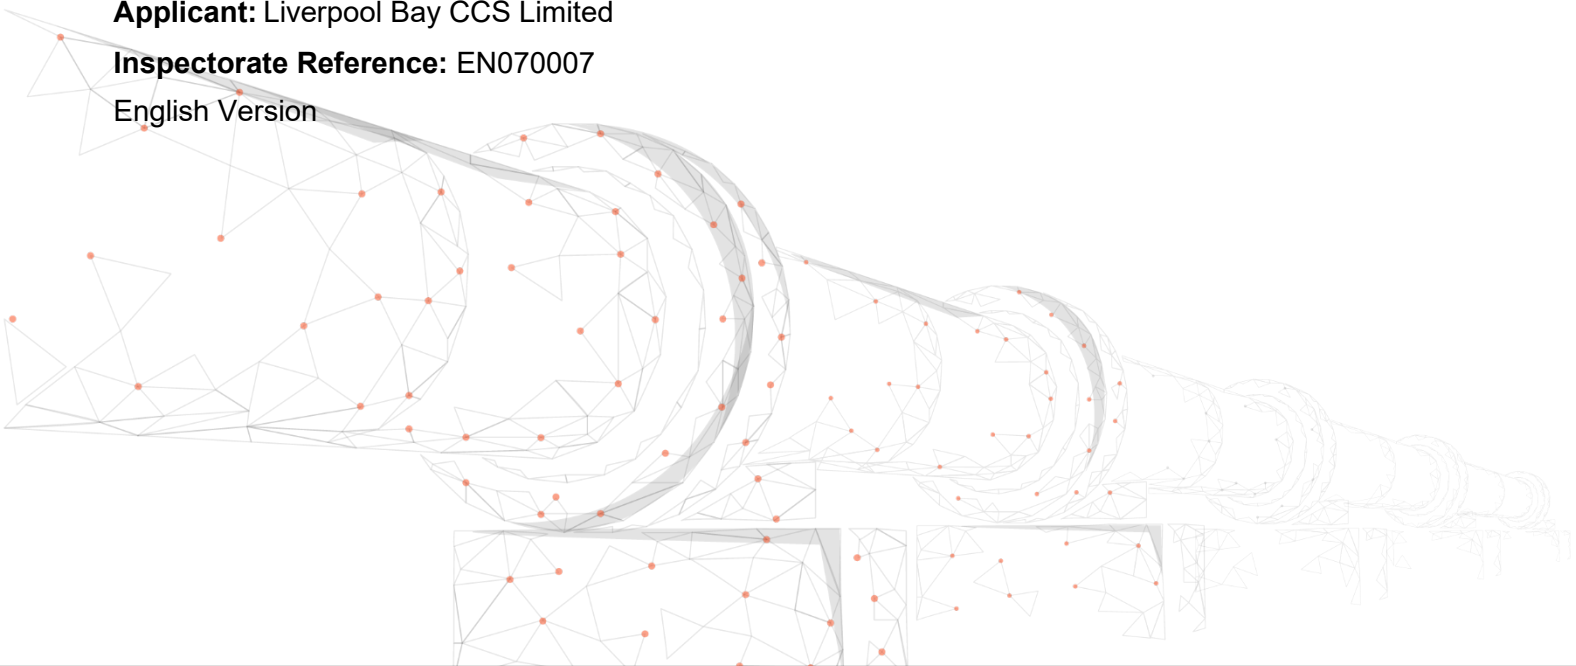 Applicant: Liverpool Bay CCS Limited
Inspectorate Reference: EN070007
English Version